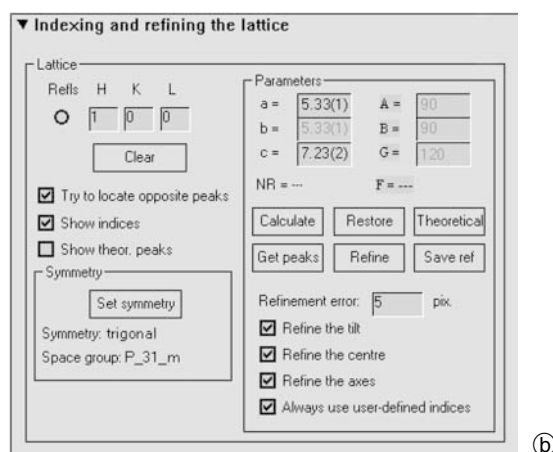 ▼ Indexing and refining the lattice
Lattice
Refls H K L
1 0 0
Clear
Try to locate opposite peaks
Show indices
Show theor. peaks
Symmetry
Set symmetry
Symmetry: trigonal
Space group: P_31_m
Parameters
a = 5.33(1) A = 90
b = 5.33(1) B = 90
c = 7.23(2) G = 120
NR = --- F = ---
Calculate Restore Theoretical
Get peaks Refine Save ref
Refinement error: 5 pix.
Refine the tilt
Refine the centre
Refine the axes
Always use user-defined indices
ⓑ